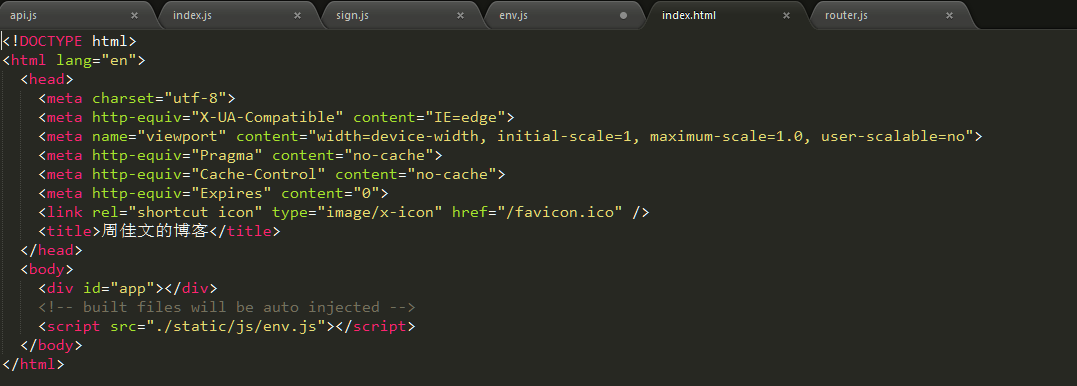 api.js × index.js × sign.js × env.js index.html × router.js ×
<!DOCTYPE html>
<html lang="en">
  <head>
    <meta charset="utf-8">
    <meta http-equiv="X-UA-Compatible" content="IE=edge">
    <meta name="viewport" content="width=device-width, initial-scale=1, maximum-scale=1.0, user-scalable=no">
    <meta http-equiv="Pragma" content="no-cache">
    <meta http-equiv="Cache-Control" content="no-cache">
    <meta http-equiv="Expires" content="0">
    <link rel="shortcut icon" type="image/x-icon" href="/favicon.ico" />
    <title>周佳文的博客</title>
  </head>
  <body>
    <div id="app"></div>
    <!-- built files will be auto injected -->
    <script src="./static/js/env.js"></script>
  </body>
</html>